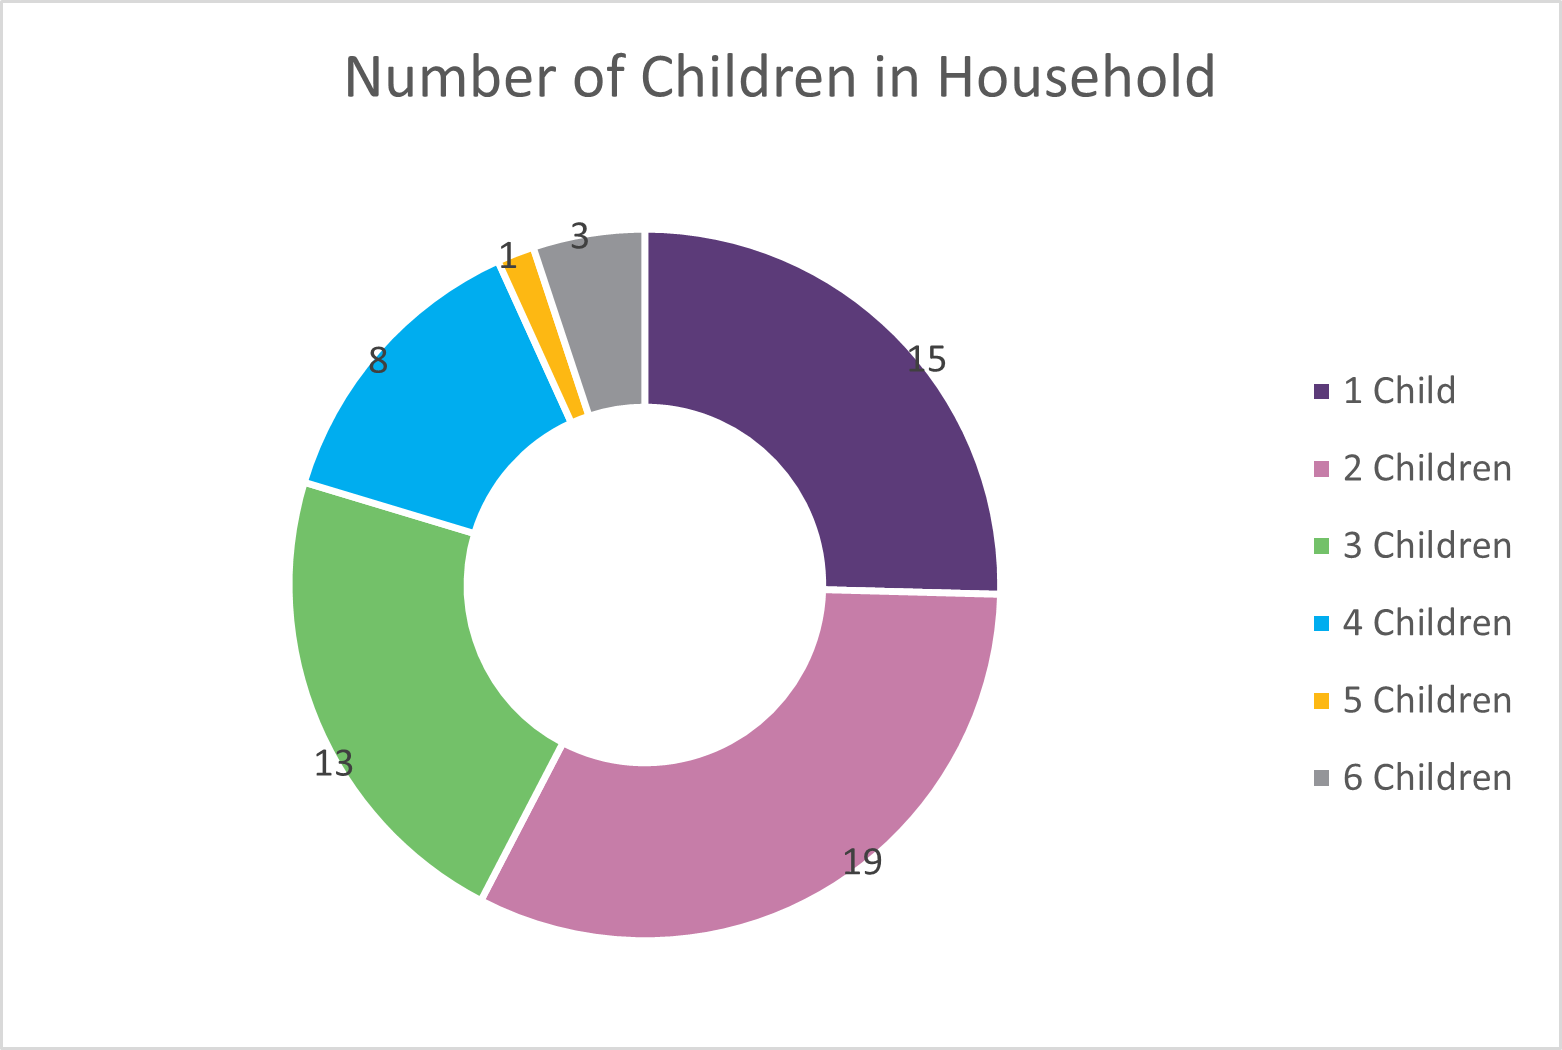 Number of Children in Household
3
1
15
8
13
19
1 Child
2 Children
3 Children
4 Children
5 Children
6 Children